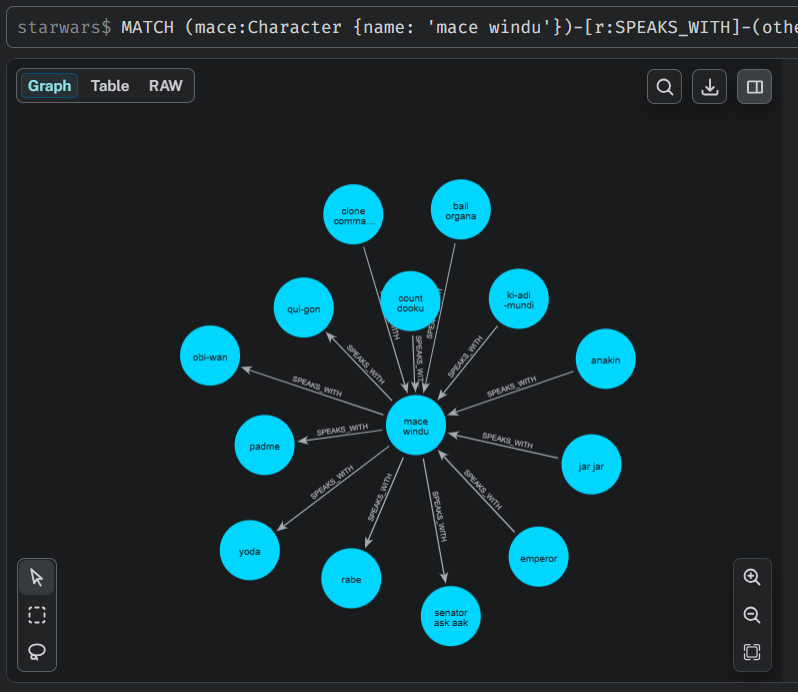 starwars$ MATCH (mace:Character {name: 'mace windu'})-[r:SPEAKS_WITH]-(othe
Graph Table RAW
clone
comma...
bail
organa
count
dooku
ki-adi
-mundi
qui-gon
obi-wan
anakin
SPEAKS_WITH
SPEAKS_WITH
SPEAKS_WITH
SPEAKS_WITH
mace
windu
padme
SPEAKS_WITH
SPEAKS_WITH
jar jar
SPEAKS_WITH
SPEAKS_WITH
SPEAKS_WITH
SPEAKS_WITH
yoda
rabe
emperor
senator
ask aak